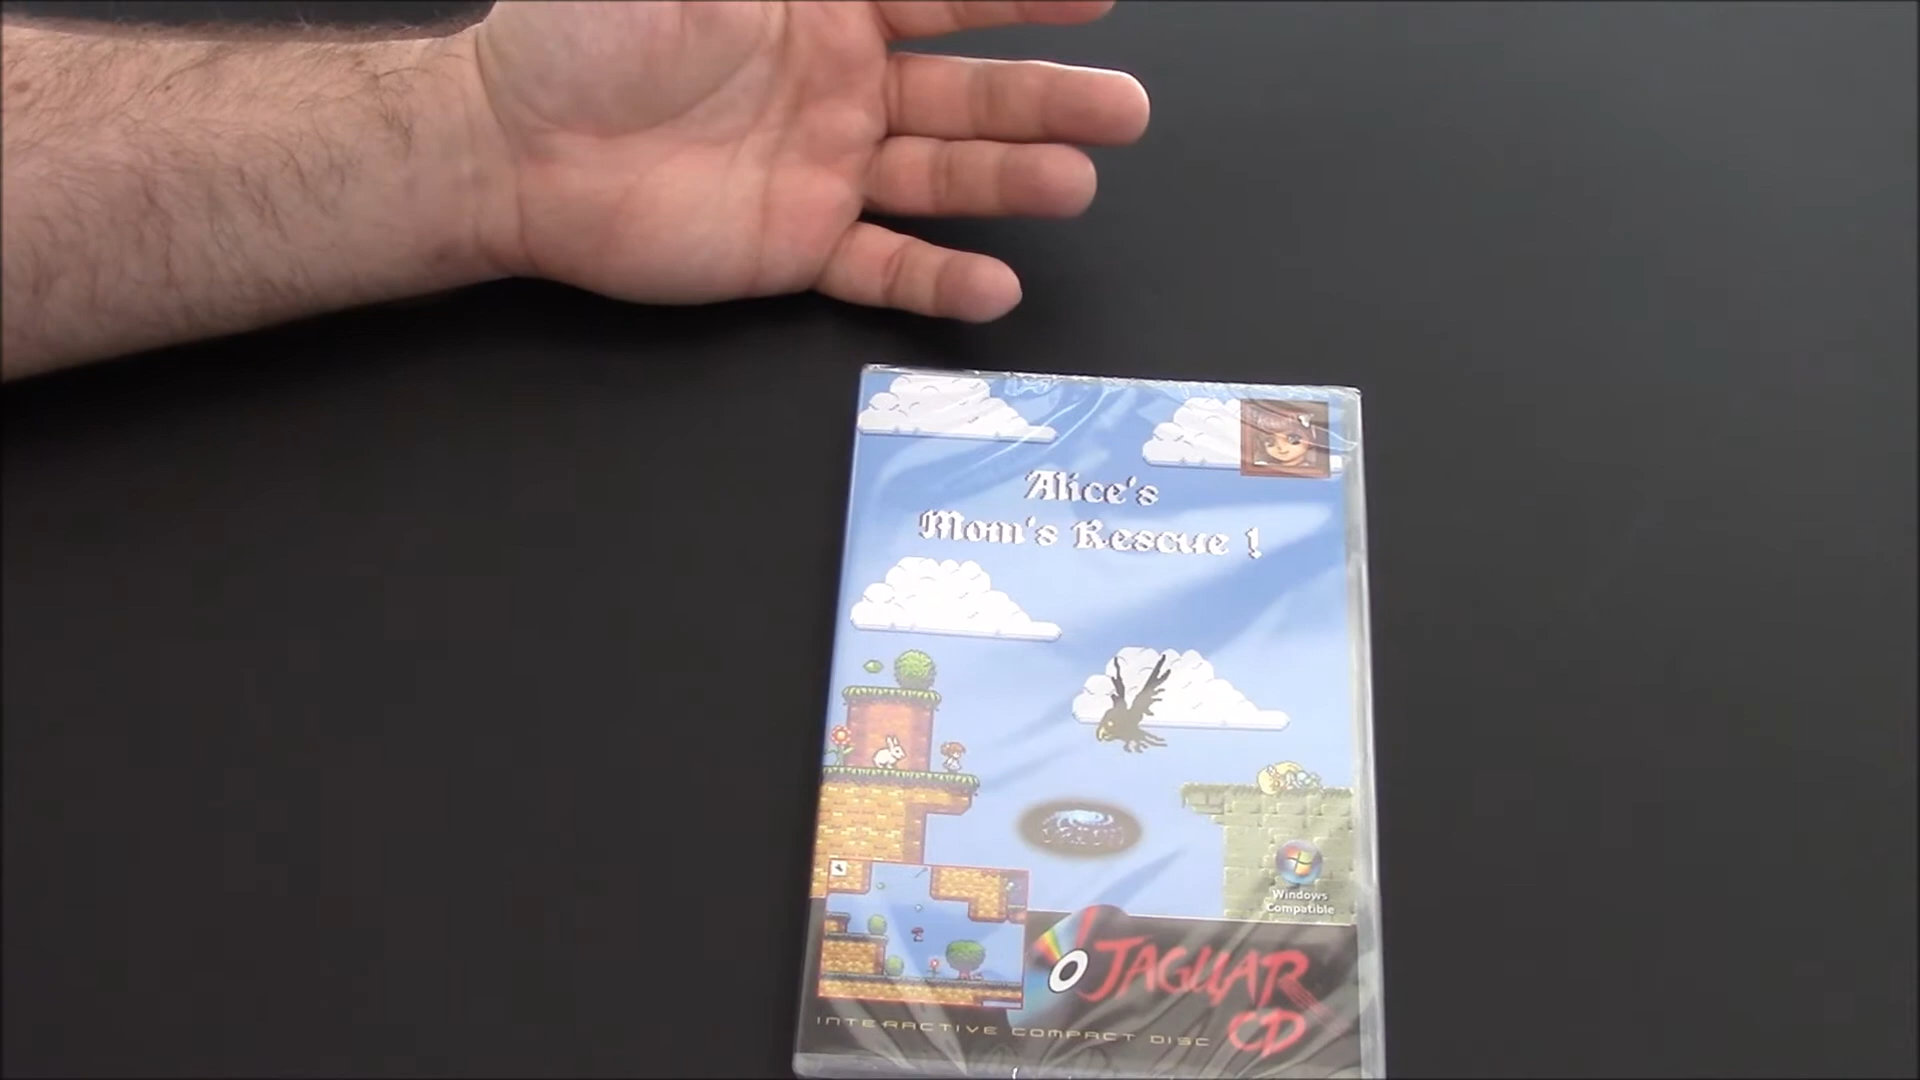 Alice's
Mom's Rescue !
Windows
Compatible
JAGUAR
CD
INTERACTIVE COMPACT DISC